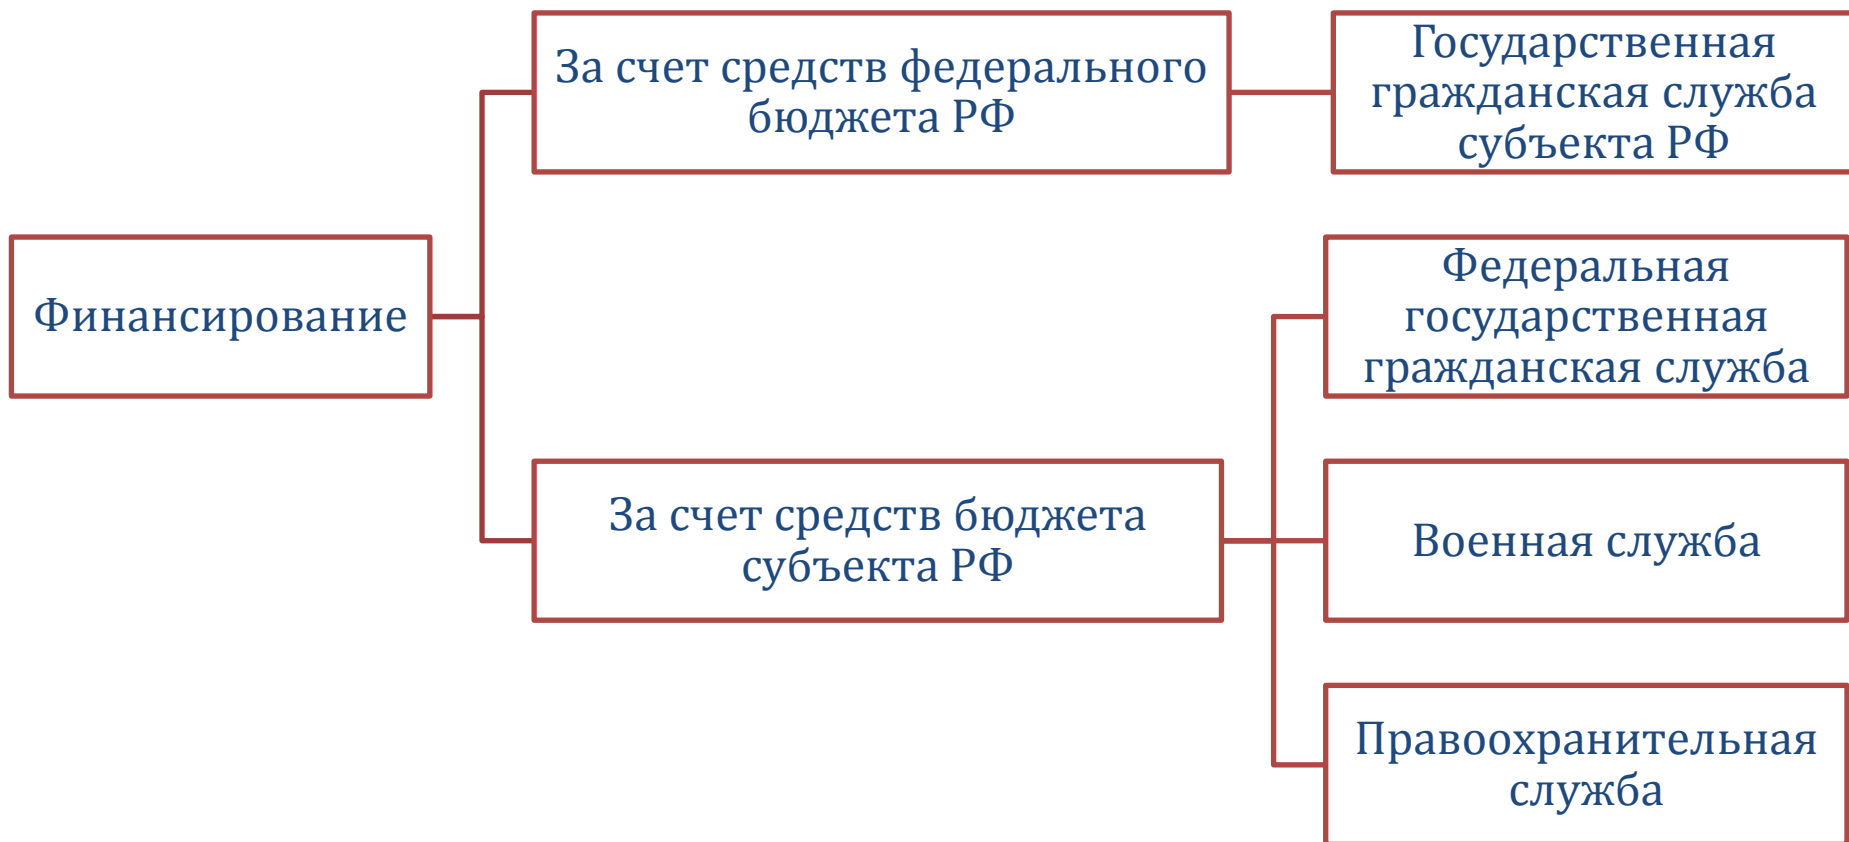 Финансирование
За счет средств федерального
бюджета РФ
Государственная
гражданская служба
субъекта РФ
За счет средств бюджета
субъекта РФ
Федеральная
государственная
гражданская служба
Военная служба
Правоохранительная
служба